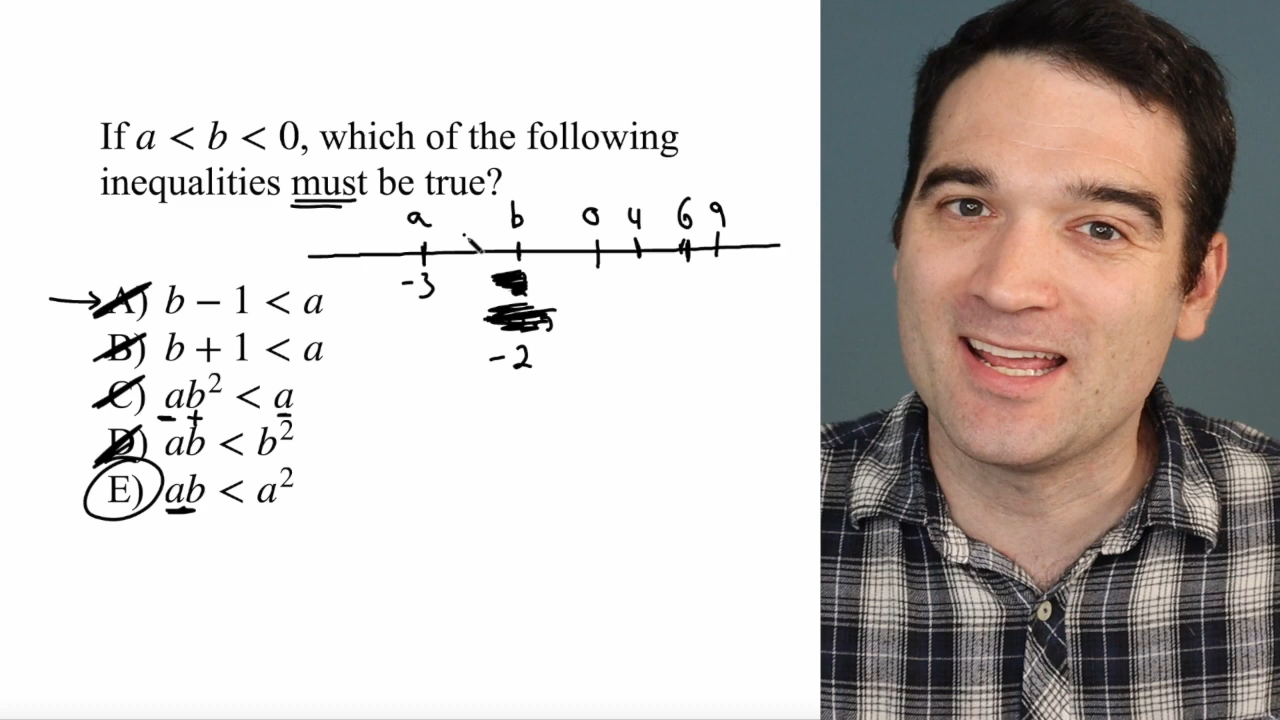 If a < b < 0, which of the following
inequalities must be true?
a b 0 4 6 9
-3
-2
A) b − 1 < a
B) b + 1 < a
C) ab² < a
- + -
D) ab < b²
E) ab < a²